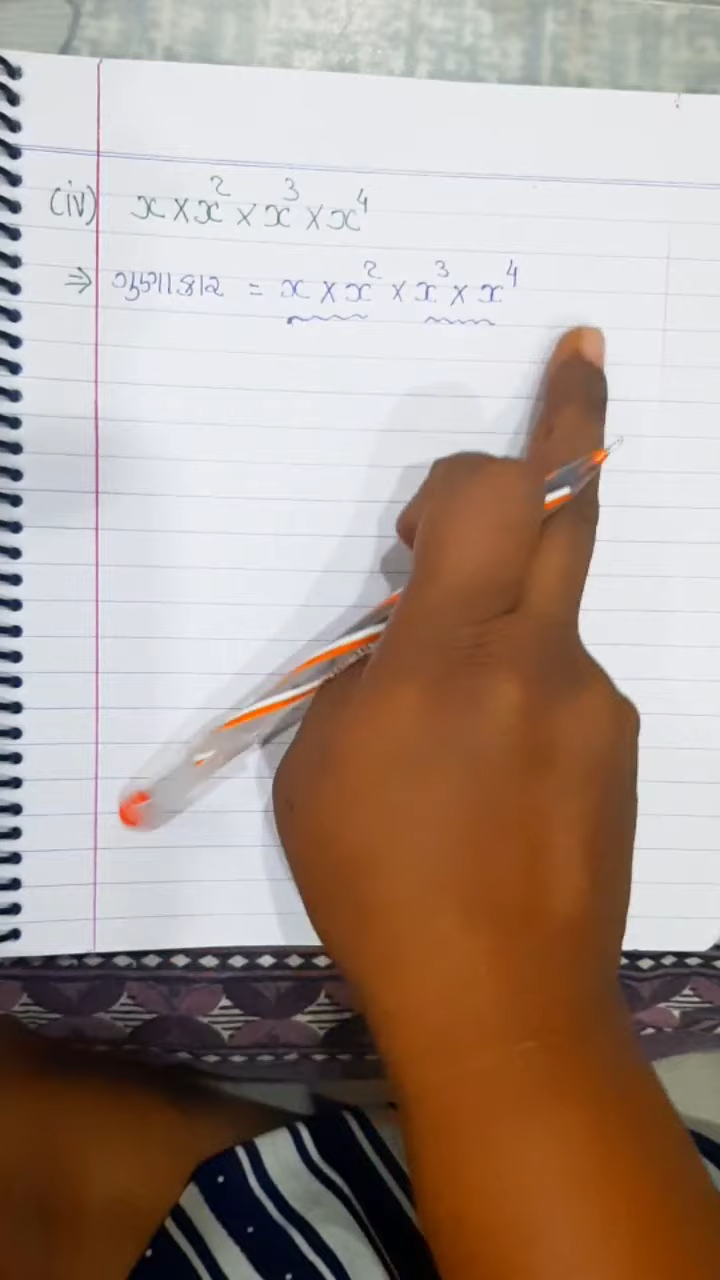 (iv) x × x² × x³ × x⁴
⇒ ગુણાકાર = x × x² × x³ × x⁴